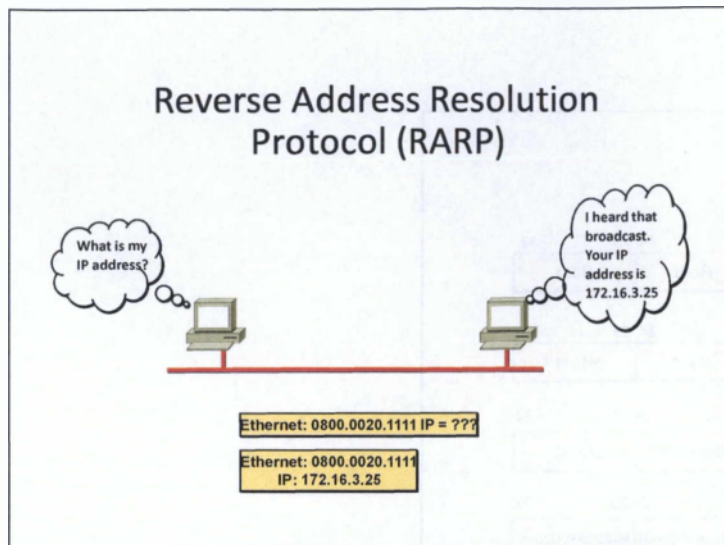 Reverse Address Resolution
Protocol (RARP)
What is my
IP address?
I heard that
broadcast.
Your IP
address is
172.16.3.25
Ethernet: 0800.0020.1111 IP = ???
Ethernet: 0800.0020.1111
IP: 172.16.3.25